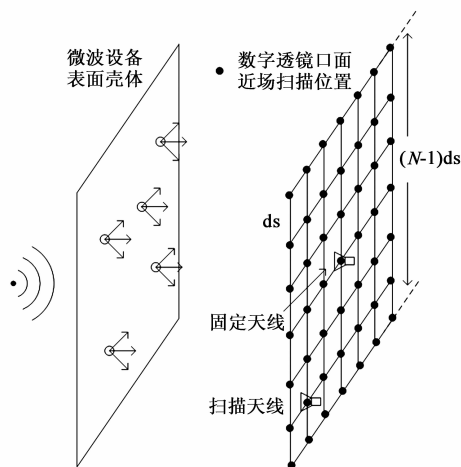 微波设备
表面壳体
数字透镜口面
近场扫描位置
(N-1)ds
ds
固定天线
扫描天线